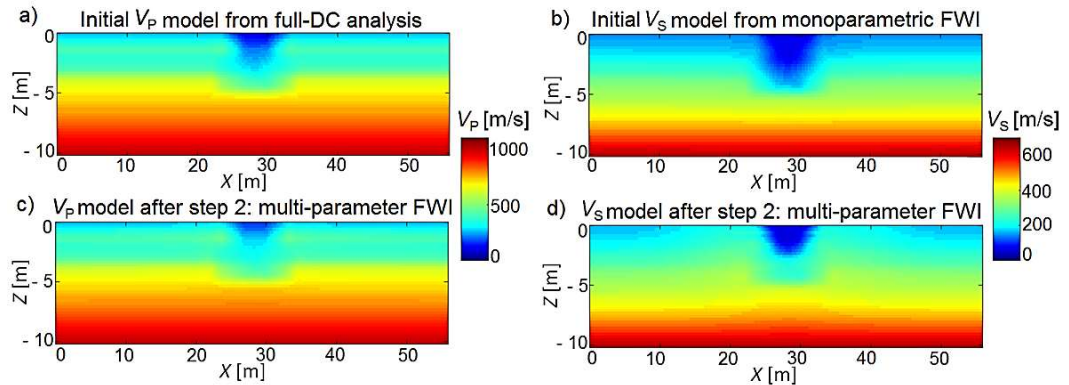 a) Initial VP model from full-DC analysis
0
- 5
- 10
Z [m]
0 10 20 30 40 50
X [m]
VP [m/s]
1000
500
0
b) Initial VS model from monoparametric FWI
0
- 5
- 10
Z [m]
0 10 20 30 40 50
X [m]
VS [m/s]
600
400
200
0
c) VP model after step 2: multi-parameter FWI
0
- 5
- 10
Z [m]
0 10 20 30 40 50
X [m]
d) VS model after step 2: multi-parameter FWI
0
- 5
- 10
Z [m]
0 10 20 30 40 50
X [m]